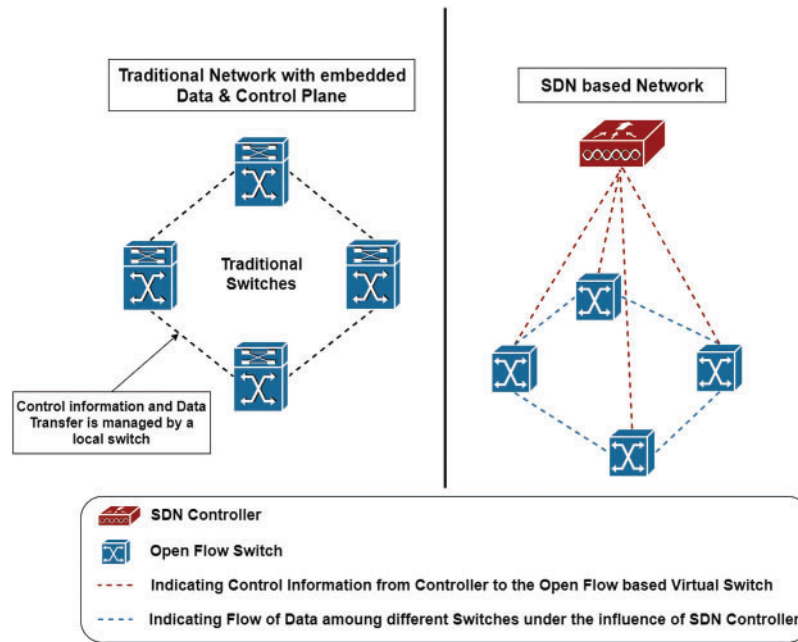 Traditional Network with embedded
Data & Control Plane
SDN based Network
Traditional
Switches
Control information and Data
Transfer is managed by a
local switch
SDN Controller
Open Flow Switch
Indicating Control Information from Controller to the Open Flow based Virtual Switch
Indicating Flow of Data amoung different Switches under the influence of SDN Controller